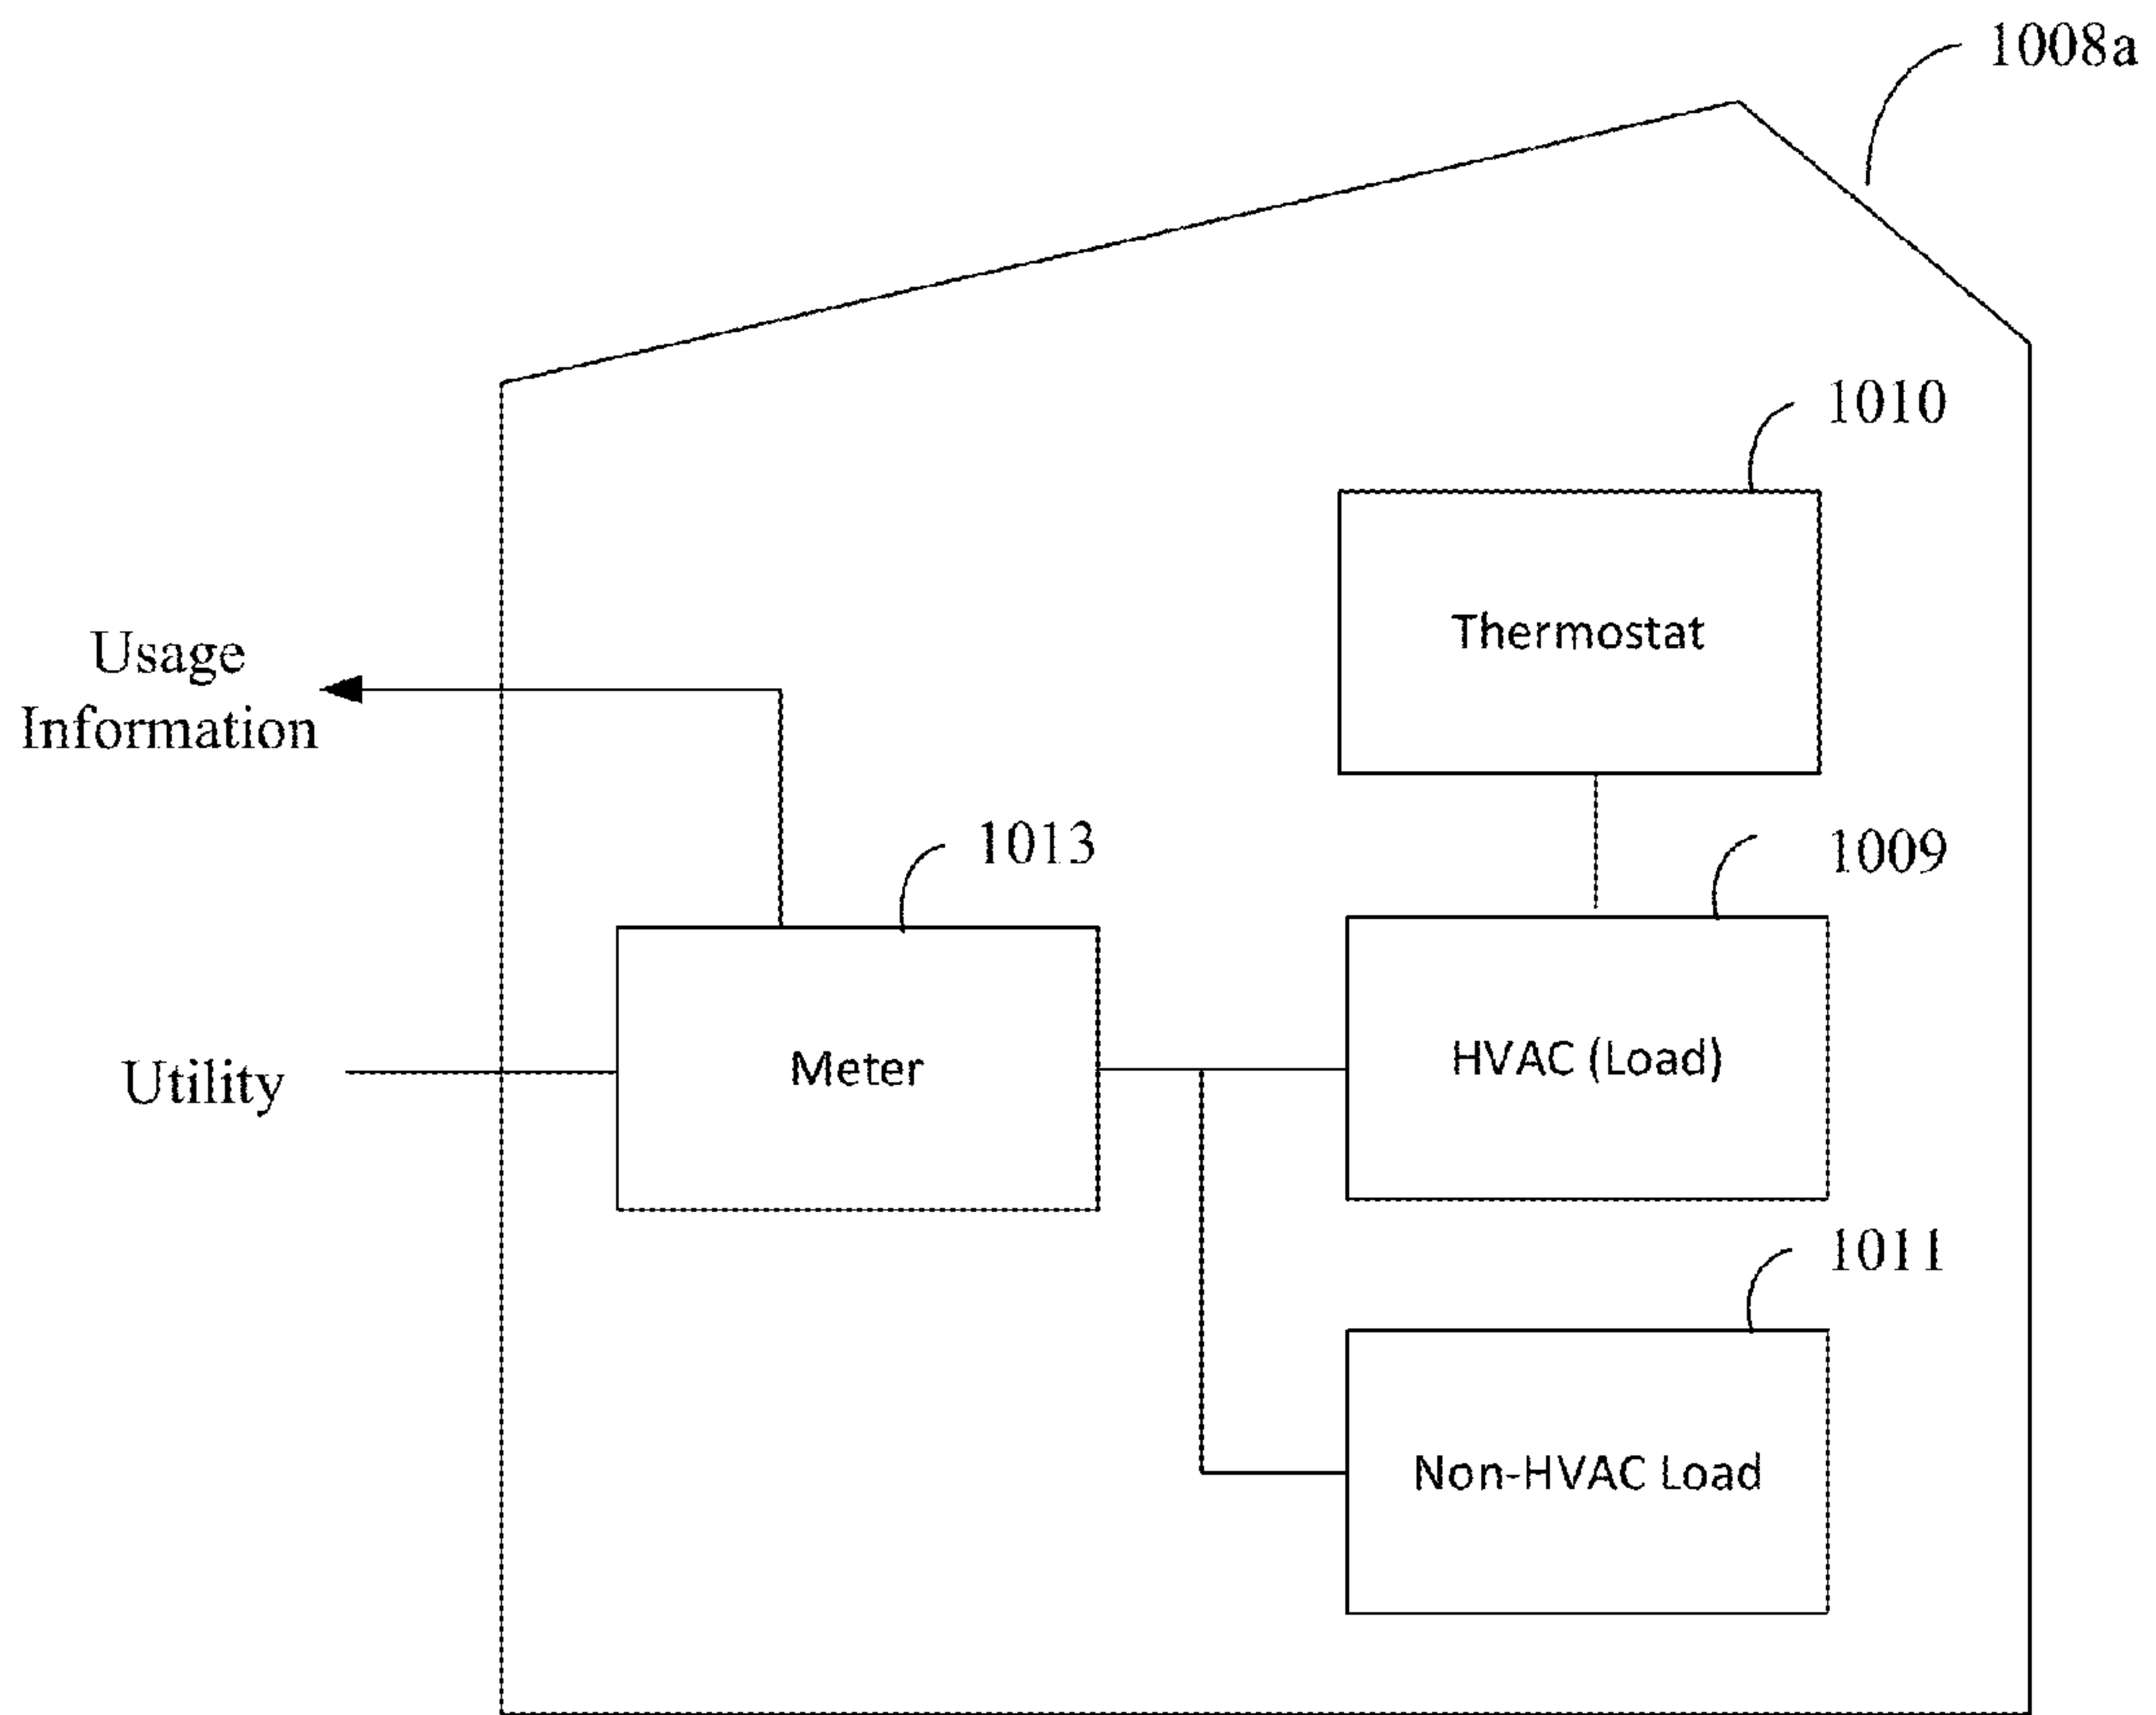 1008a
1010
Thermostat
Usage
Information
1013
1009
Utility
Meter
HVAC (Load)
1011
Non-HVAC Load